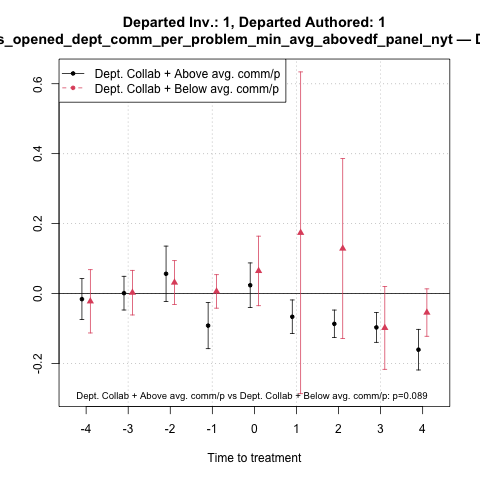 Departed Inv.: 1, Departed Authored: 1
s_opened_dept_comm_per_problem_min_avg_abovedf_panel_nyt — D
Dept. Collab + Above avg. comm/p
Dept. Collab + Below avg. comm/p
0.6
0.4
0.2
0.0
-0.2
Dept. Collab + Above avg. comm/p vs Dept. Collab + Below avg. comm/p: p=0.089
-4 -3 -2 -1 0 1 2 3 4
Time to treatment